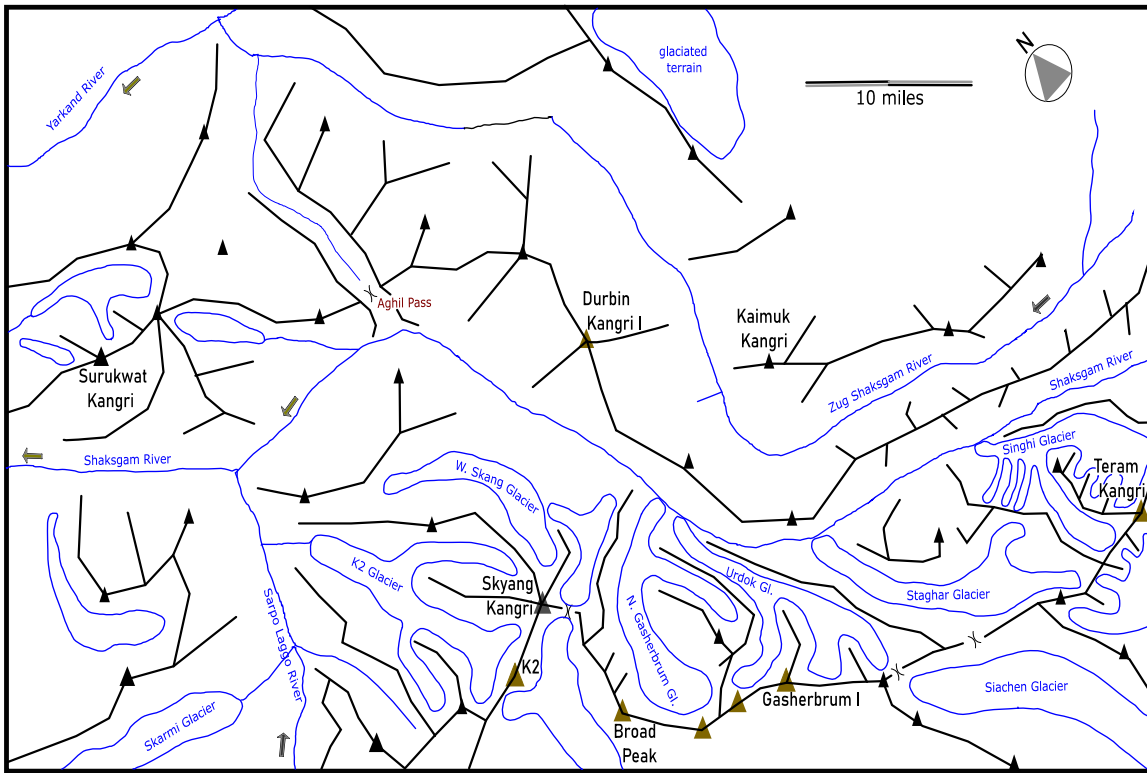 N
glaciated
terrain
10 miles
Yarkand River
Aghil Pass
Durbin
Kangri I
Kaimuk
Kangri
Surukwat
Kangri
Zug Shaksgam River
Shaksgam River
Shaksgam River
Singhi Glacier
Teram
Kangri
W. Skang Glacier
K2 Glacier
Skyang
Kangri
Urdok Gl.
Staghar Glacier
Sarpo Laggo River
N. Gasherbrum Gl.
K2
Gasherbrum I
Siachen Glacier
Skarmi Glacier
Broad
Peak